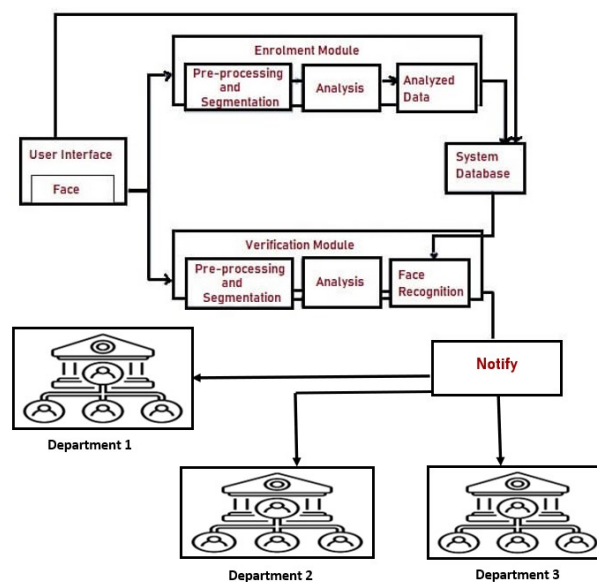 Enrolment Module
Pre-processing
and
Segmentation
Analysis
Analyzed
Data
User Interface
Face
System
Database
Verification Module
Pre-processing
and
Segmentation
Analysis
Face
Recognition
Notify
Department 1
Department 2
Department 3